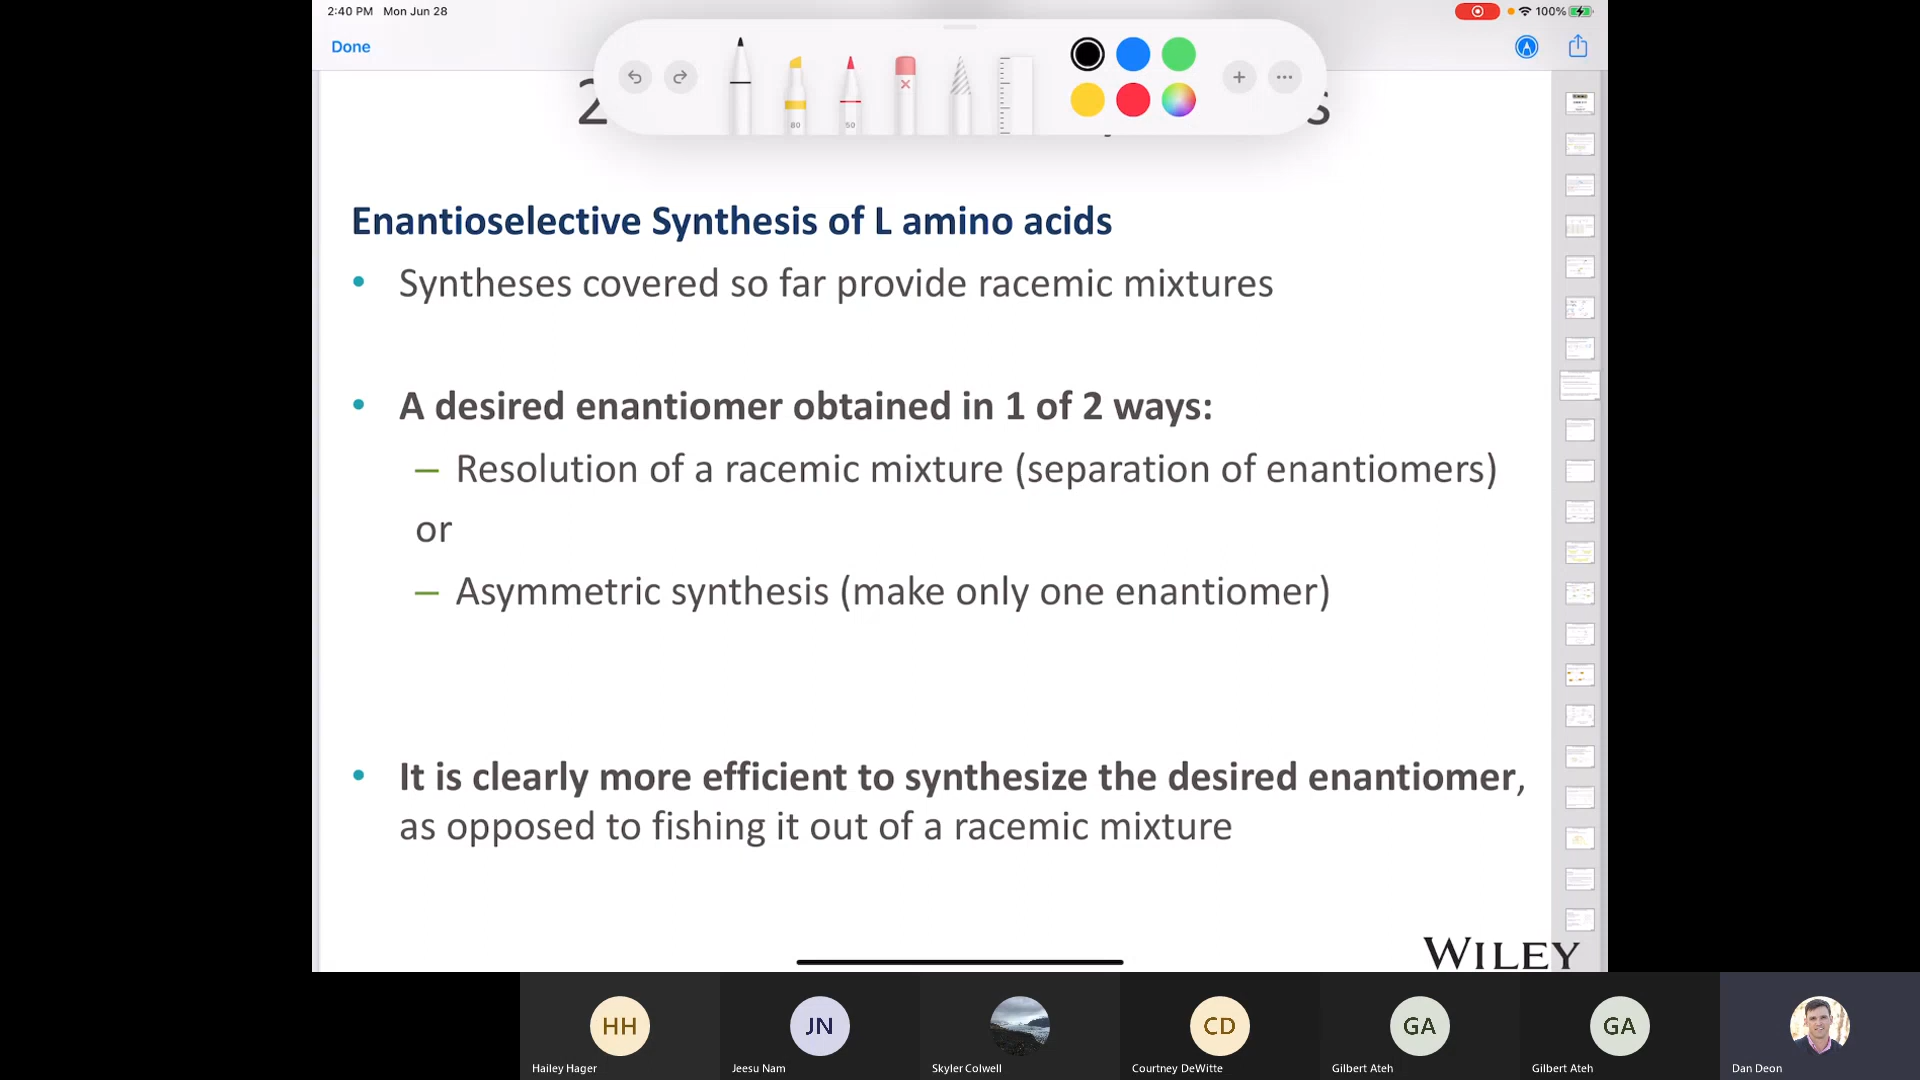 2:40 PM Mon Jun 28
100%
Done
80
50
2
s
Enantioselective Synthesis of L amino acids
• Syntheses covered so far provide racemic mixtures
• A desired enantiomer obtained in 1 of 2 ways:
– Resolution of a racemic mixture (separation of enantiomers)
or
– Asymmetric synthesis (make only one enantiomer)
• It is clearly more efficient to synthesize the desired enantiomer,
as opposed to fishing it out of a racemic mixture
WILEY
HH
JN
CD
GA
GA
Hailey Hager
Jeesu Nam
Skyler Colwell
Courtney DeWitte
Gilbert Ateh
Gilbert Ateh
Dan Deon